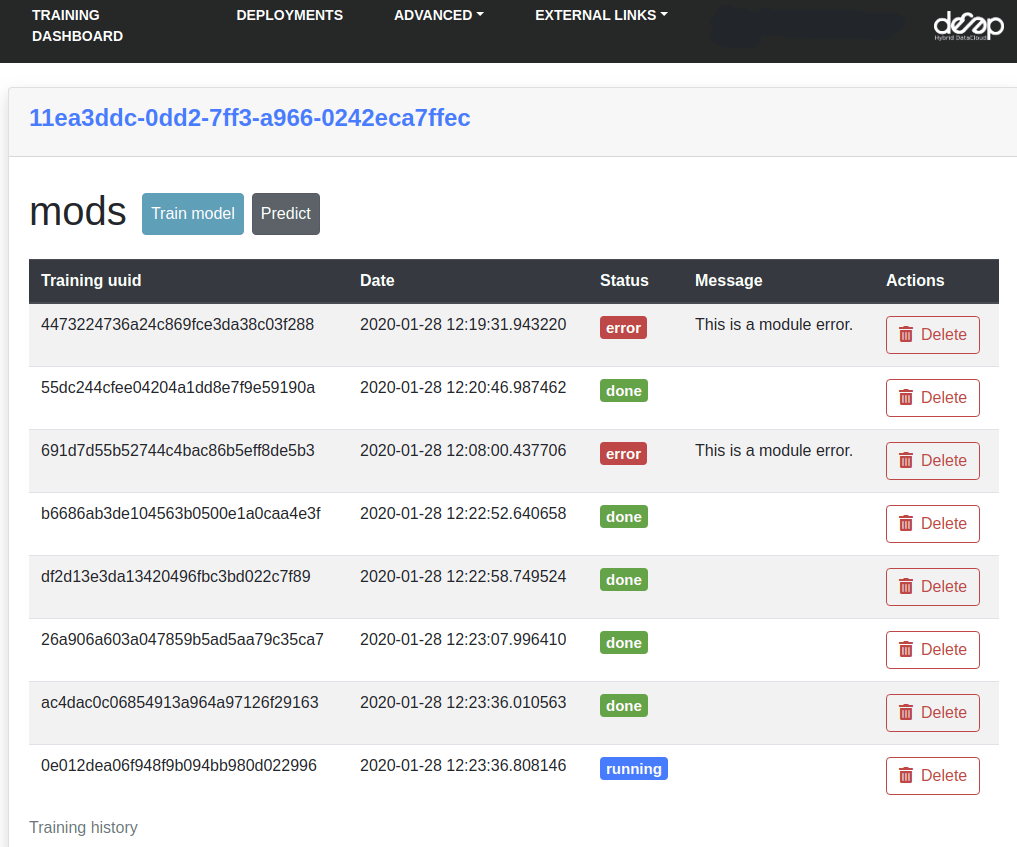 TRAINING DASHBOARD DEPLOYMENTS ADVANCED EXTERNAL LINKS
deep
Hybrid DataCloud
11ea3ddc-0dd2-7ff3-a966-0242eca7ffec
mods Train model Predict
Training uuid Date Status Message Actions
4473224736a24c869fce3da38c03f288 2020-01-28 12:19:31.943220 error This is a module error. Delete
55dc244cfee04204a1dd8e7f9e59190a 2020-01-28 12:20:46.987462 done Delete
691d7d55b52744c4bac86b5eff8de5b3 2020-01-28 12:08:00.437706 error This is a module error. Delete
b6686ab3de104563b0500e1a0caa4e3f 2020-01-28 12:22:52.640658 done Delete
df2d13e3da13420496fbc3bd022c7f89 2020-01-28 12:22:58.749524 done Delete
26a906a603a047859b5ad5aa79c35ca7 2020-01-28 12:23:07.996410 done Delete
ac4dac0c06854913a964a97126f29163 2020-01-28 12:23:36.010563 done Delete
0e012dea06f948f9b094bb980d022996 2020-01-28 12:23:36.808146 running Delete
Training history